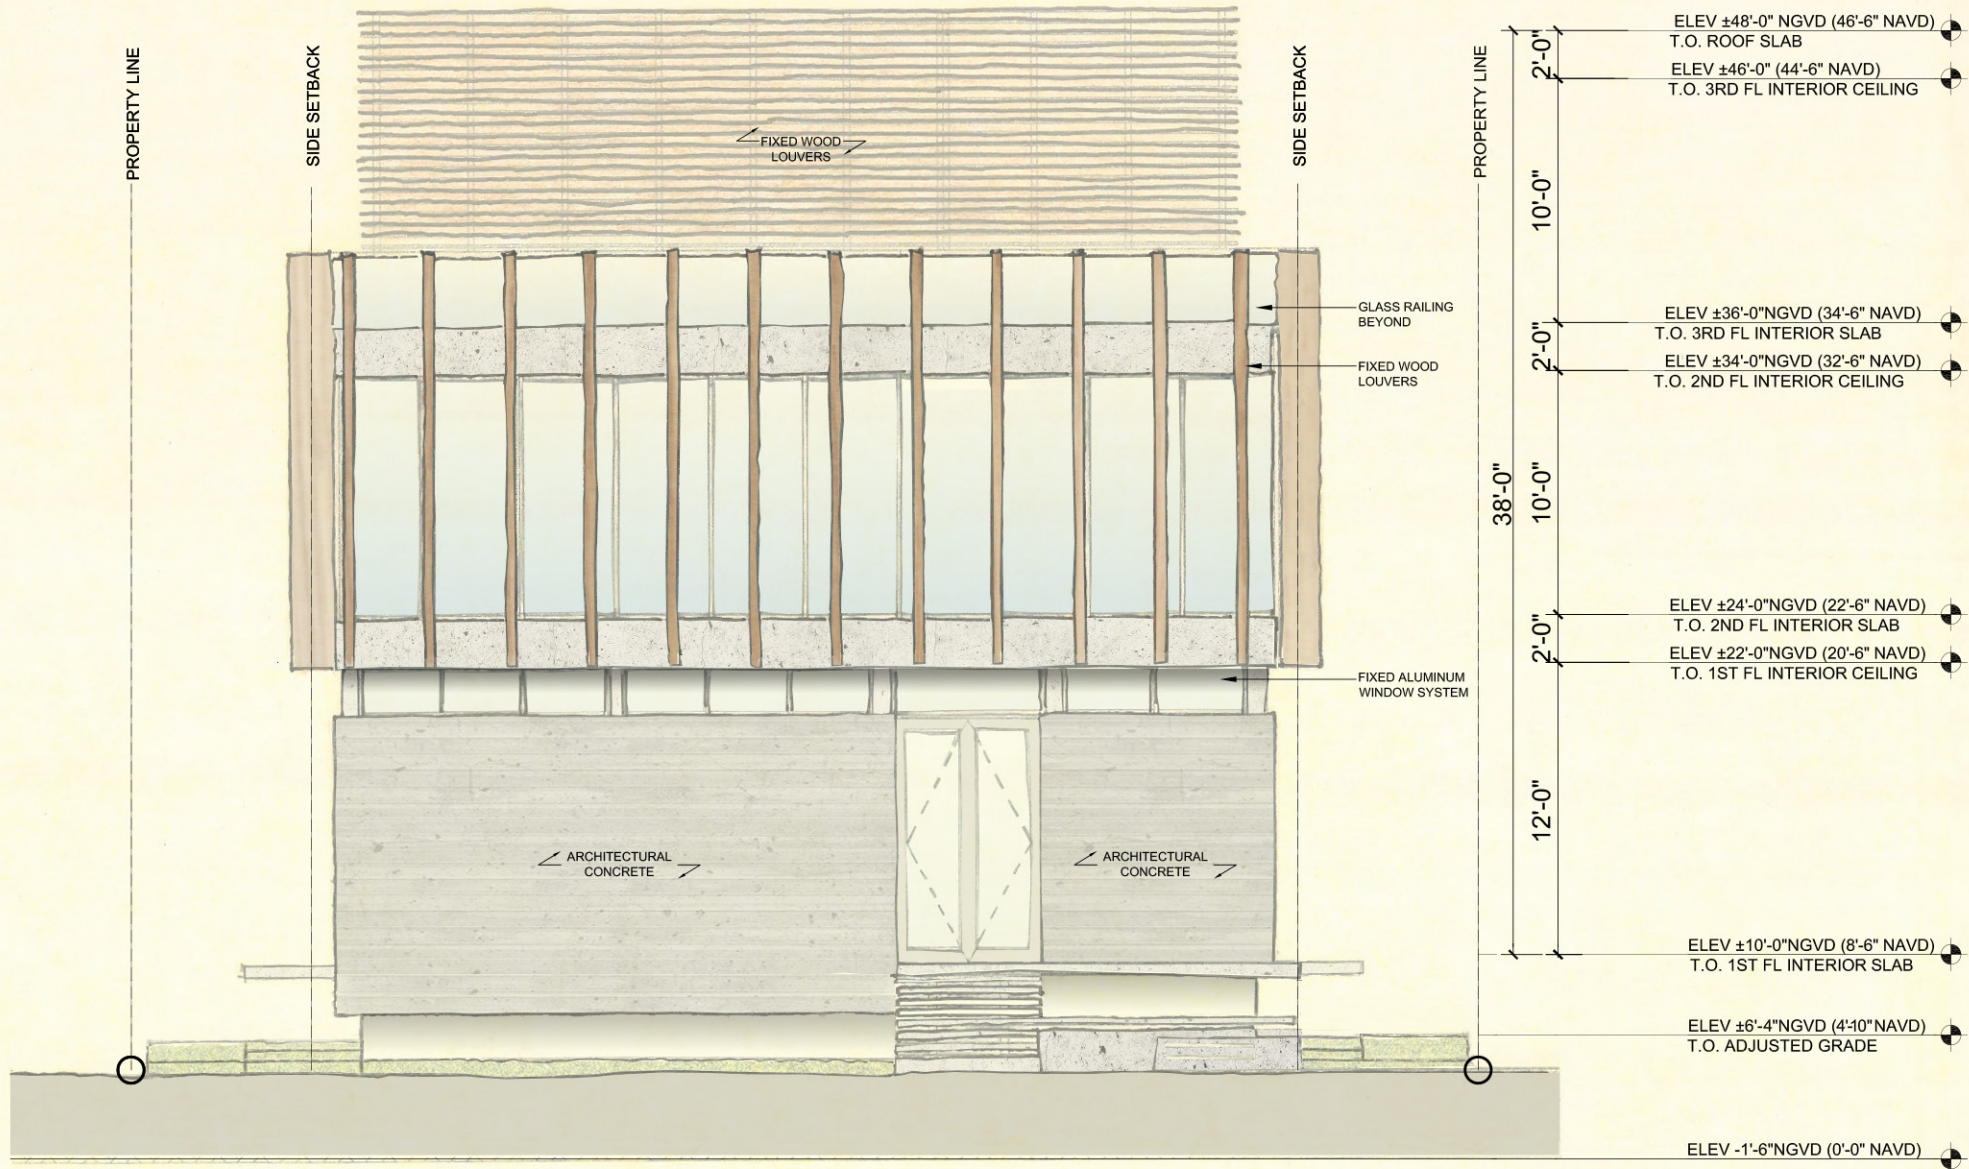 PROPERTY LINE
SIDE SETBACK
FIXED WOOD
LOUVERS
SIDE SETBACK
PROPERTY LINE
GLASS RAILING
BEYOND
FIXED WOOD
LOUVERS
FIXED ALUMINUM
WINDOW SYSTEM
ARCHITECTURAL
CONCRETE
ARCHITECTURAL
CONCRETE
38'-0"
2'-0"
10'-0"
2'-0"
10'-0"
2'-0"
12'-0"
ELEV ±48'-0" NGVD (46'-6" NAVD)
T.O. ROOF SLAB
ELEV ±46'-0" (44'-6" NAVD)
T.O. 3RD FL INTERIOR CEILING
ELEV ±36'-0"NGVD (34'-6" NAVD)
T.O. 3RD FL INTERIOR SLAB
ELEV ±34'-0"NGVD (32'-6" NAVD)
T.O. 2ND FL INTERIOR CEILING
ELEV ±24'-0"NGVD (22'-6" NAVD)
T.O. 2ND FL INTERIOR SLAB
ELEV ±22'-0"NGVD (20'-6" NAVD)
T.O. 1ST FL INTERIOR CEILING
ELEV ±10'-0"NGVD (8'-6" NAVD)
T.O. 1ST FL INTERIOR SLAB
ELEV ±6'-4"NGVD (4'-10"NAVD)
T.O. ADJUSTED GRADE
ELEV -1'-6"NGVD (0'-0" NAVD)